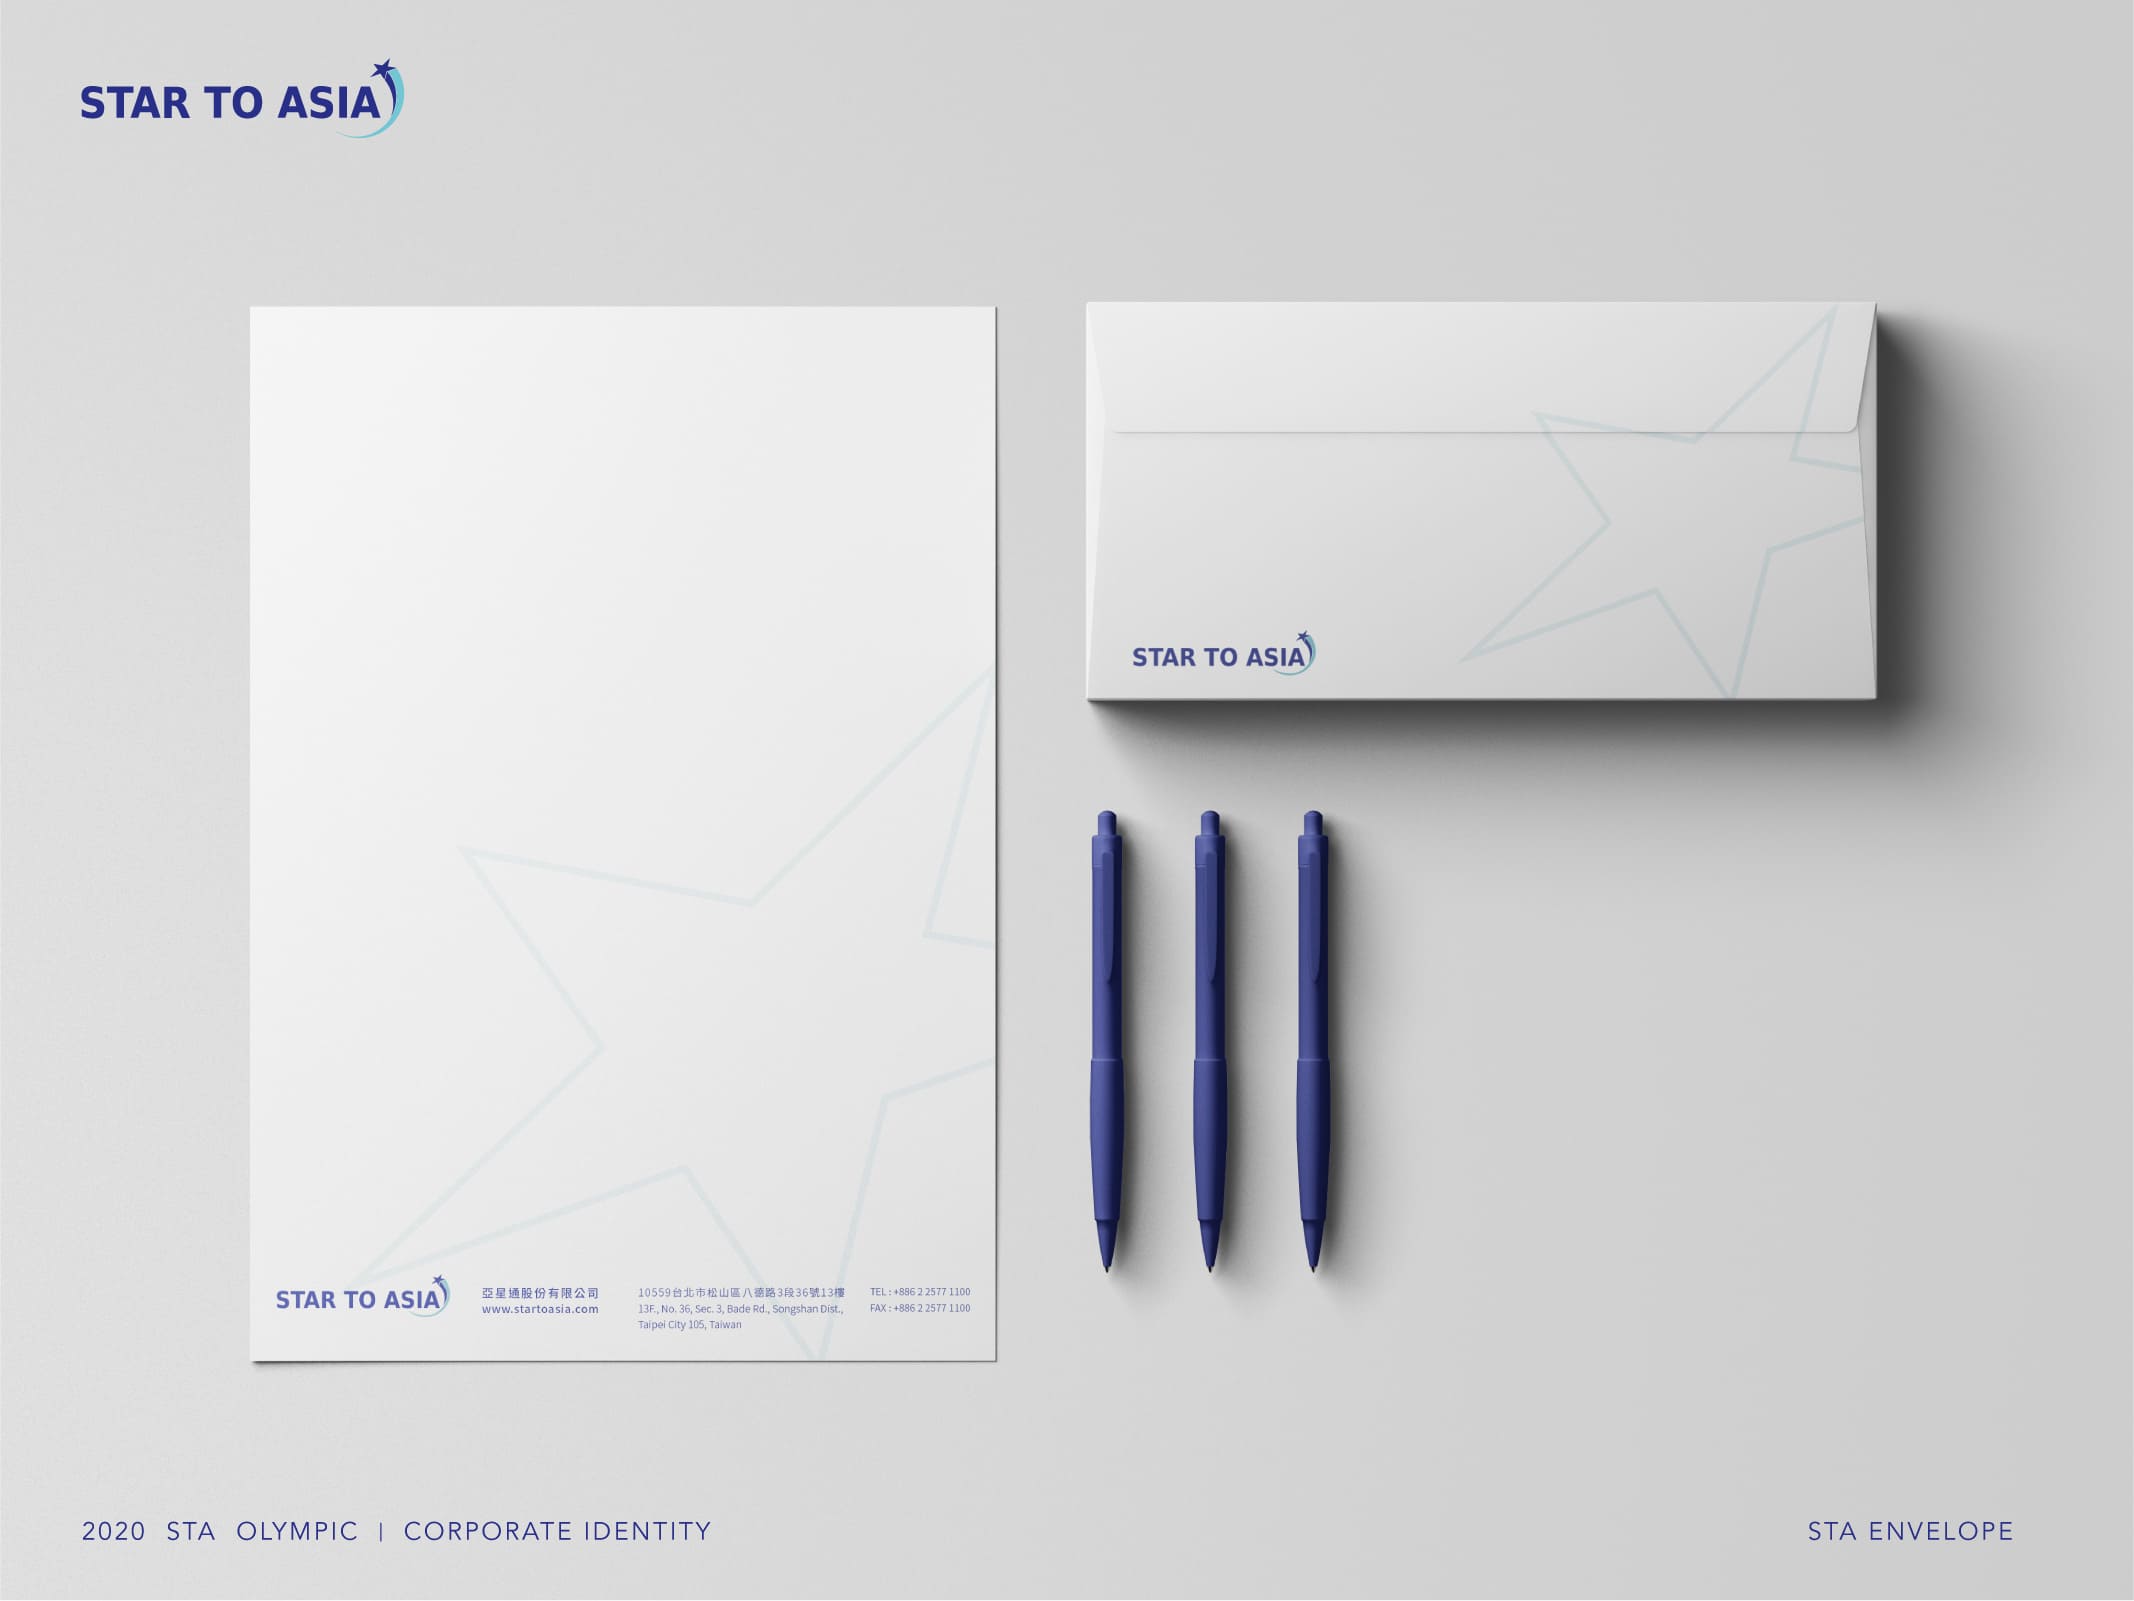 STAR TO ASIA
STAR TO ASIA
STAR TO ASIA
亞星通股份有限公司
www.startoasia.com
10559台北市松山區八德路3段36號13樓
13F., No. 36, Sec. 3, Bade Rd., Songshan Dist.,
Taipei City 105, Taiwan
TEL : +886 2 2577 1100
FAX : +886 2 2577 1100
2020 STA OLYMPIC | CORPORATE IDENTITY
STA ENVELOPE